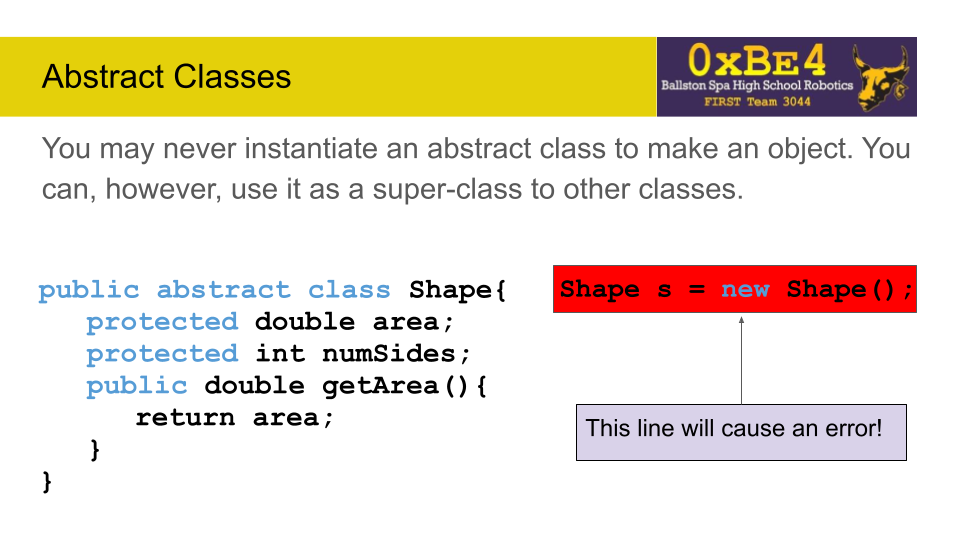 Abstract Classes
0xBE4
Ballston Spa High School Robotics
FIRST Team 3044
You may never instantiate an abstract class to make an object. You
can, however, use it as a super-class to other classes.
public abstract class Shape{
protected double area;
protected int numSides;
public double getArea(){
return area;
}
}
Shape s = new Shape();
This line will cause an error!